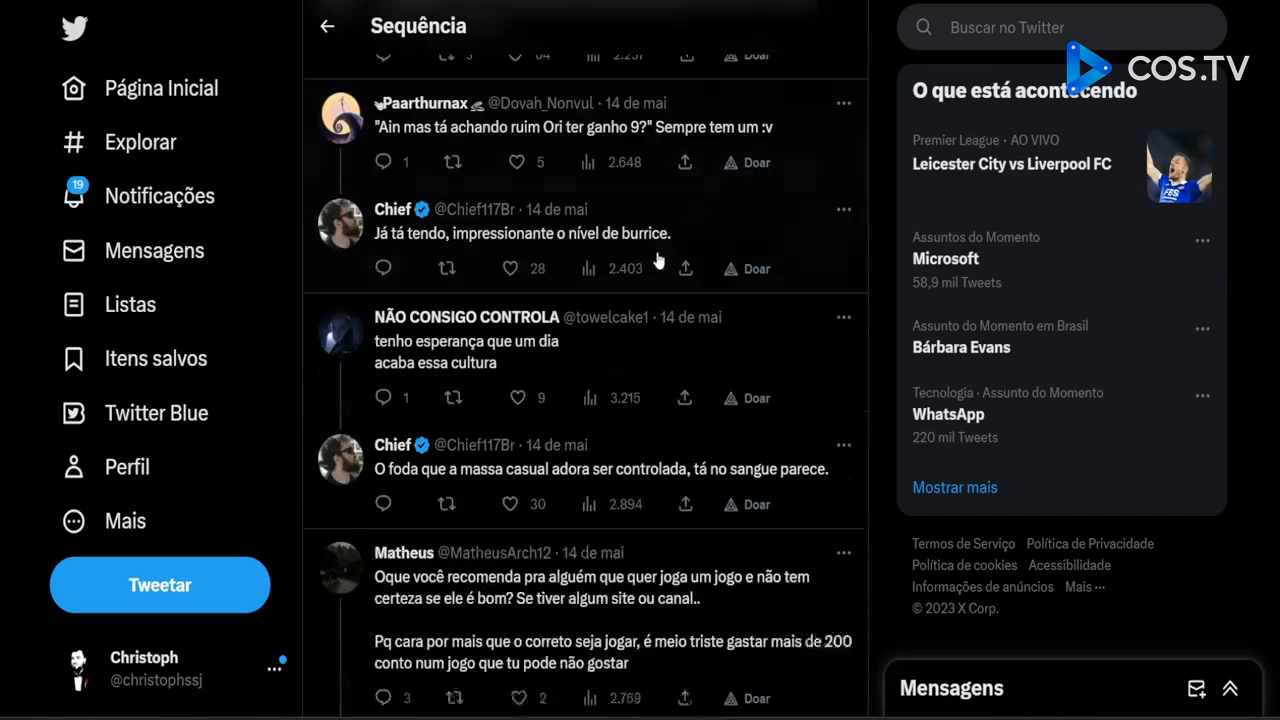 Sequência
Buscar no Twitter
COS.TV
Página Inicial
Explorar
19
Notificações
Mensagens
Listas
Itens salvos
Twitter Blue
Perfil
Mais
Tweetar
Christoph
@christophssj
3 64 2.257 Doar
Paarthurnax @Dovah_Nonvul · 14 de mai
"Ain mas tá achando ruim Ori ter ganho 9?" Sempre tem um :v
1 5 2.648 Doar
Chief @Chief117Br · 14 de mai
Já tá tendo, impressionante o nível de burrice.
28 2.403 Doar
NÃO CONSIGO CONTROLA @towelcake1 · 14 de mai
tenho esperança que um dia
acaba essa cultura
1 9 3.215 Doar
Chief @Chief117Br · 14 de mai
O foda que a massa casual adora ser controlada, tá no sangue parece.
30 2.894 Doar
Matheus @MatheusArch12 · 14 de mai
Oque você recomenda pra alguém que quer joga um jogo e não tem
certeza se ele é bom? Se tiver algum site ou canal..
Pq cara por mais que o correto seja jogar, é meio triste gastar mais de 200
conto num jogo que tu pode não gostar
3 2 2.769 Doar
O que está acontecendo
Premier League · AO VIVO
Leicester City vs Liverpool FC
Assuntos do Momento
Microsoft
58,9 mil Tweets
Assunto do Momento em Brasil
Bárbara Evans
Tecnologia · Assunto do Momento
WhatsApp
220 mil Tweets
Mostrar mais
Termos de Serviço Política de Privacidade
Política de cookies Acessibilidade
Informações de anúncios Mais ···
© 2023 X Corp.
Mensagens